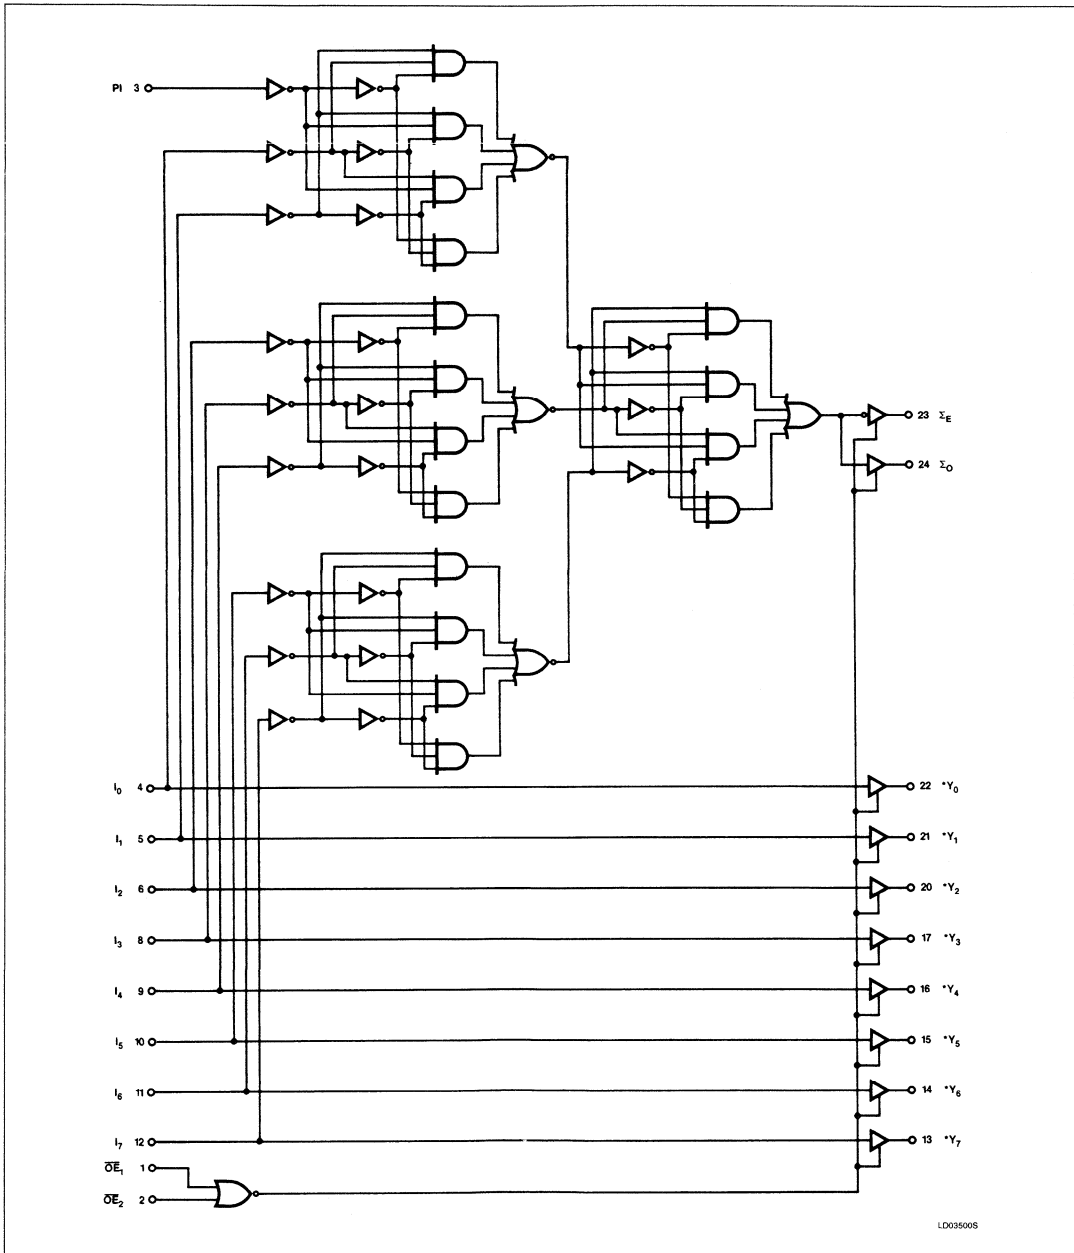 PI 3
23 ΣE
24 ΣO
I0 4 22 *Y0
I1 5 21 *Y1
I2 6 20 *Y2
I3 8 17 *Y3
I4 9 16 *Y4
I5 10 15 *Y5
I6 11 14 *Y6
I7 12 13 *Y7
O̅E̅1 1
O̅E̅2 2
LD03500S